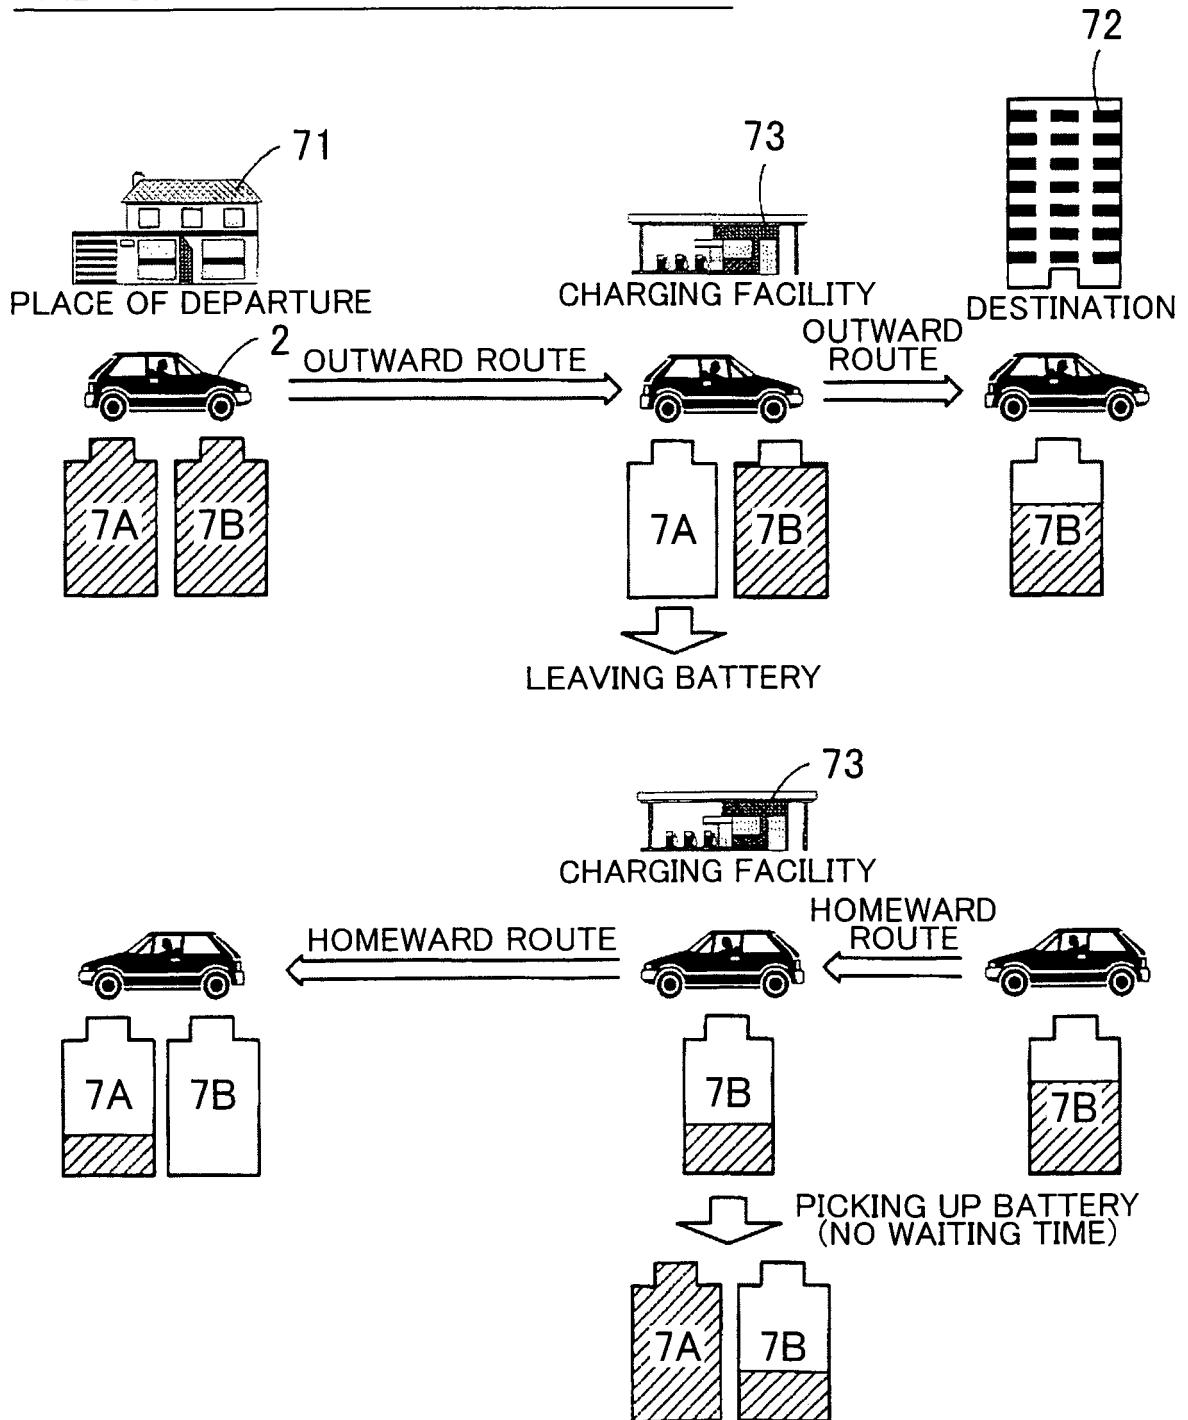 72
71
73
PLACE OF DEPARTURE
CHARGING FACILITY
DESTINATION
2
OUTWARD ROUTE
OUTWARD
ROUTE
7A
7B
7A
7B
7B
LEAVING BATTERY
73
CHARGING FACILITY
HOMEWARD ROUTE
HOMEWARD
ROUTE
7A
7B
7B
7B
PICKING UP BATTERY
(NO WAITING TIME)
7A
7B